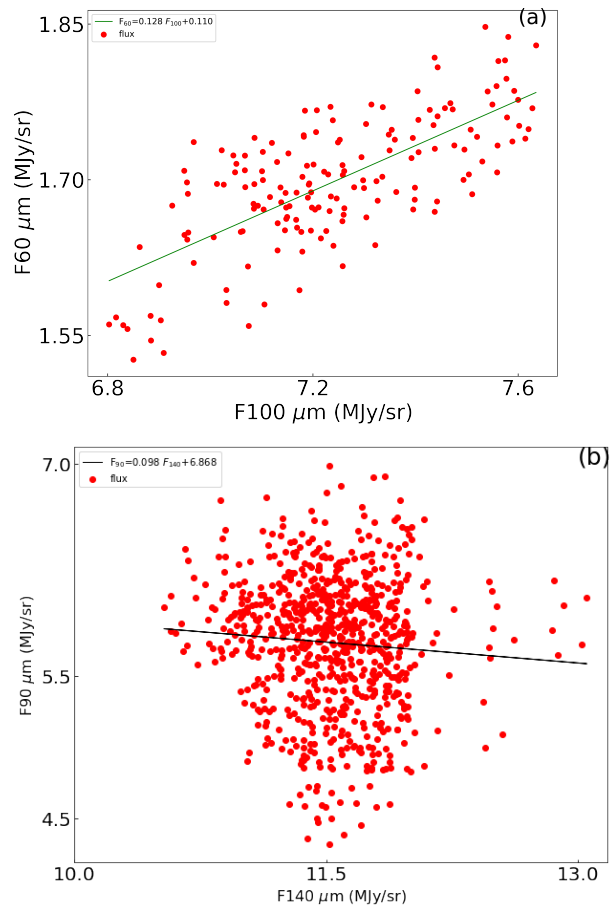 (a)
F60=0.128 F100+0.110
flux
1.85
1.70
1.55
F60 μm (MJy/sr)
6.8 7.2 7.6
F100 μm (MJy/sr)
(b)
F90=0.098 F140+6.868
flux
7.0
5.5
4.5
F90 μm (MJy/sr)
10.0 11.5 13.0
F140 μm (MJy/sr)